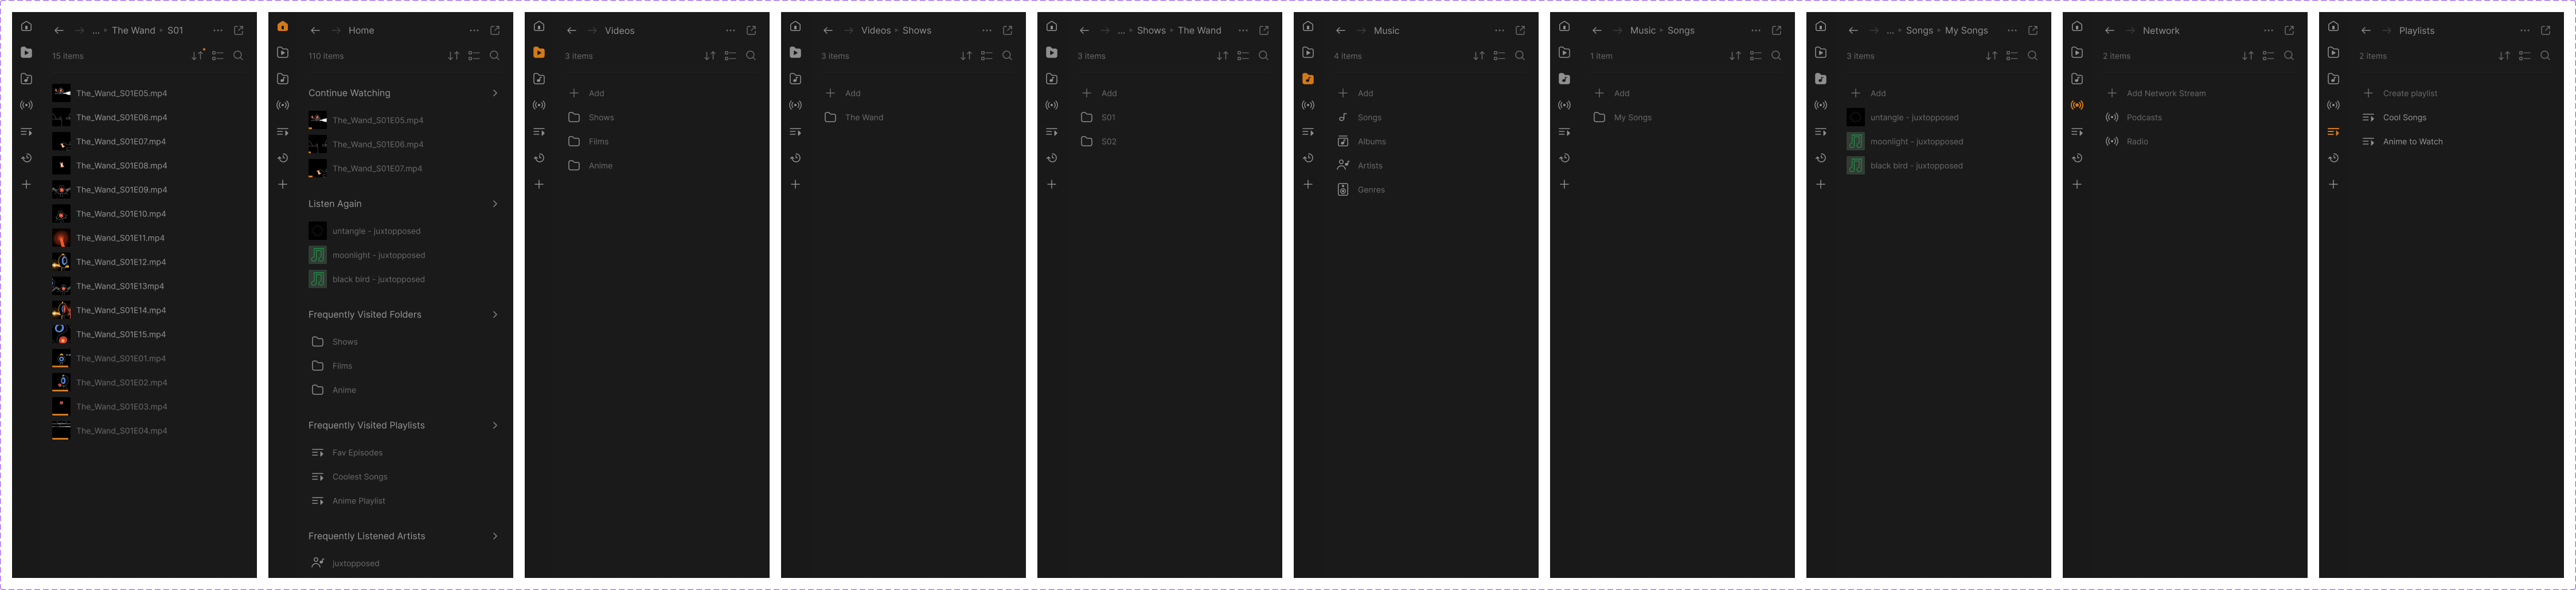 ... ▸ The Wand ▸ S01
15 items
The_Wand_S01E05.mp4
The_Wand_S01E06.mp4
The_Wand_S01E07.mp4
The_Wand_S01E08.mp4
The_Wand_S01E09.mp4
The_Wand_S01E10.mp4
The_Wand_S01E11.mp4
The_Wand_S01E12.mp4
The_Wand_S01E13mp4
The_Wand_S01E14.mp4
The_Wand_S01E15.mp4
The_Wand_S01E01.mp4
The_Wand_S01E02.mp4
The_Wand_S01E03.mp4
The_Wand_S01E04.mp4
Home
110 items
Continue Watching
The_Wand_S01E05.mp4
The_Wand_S01E06.mp4
The_Wand_S01E07.mp4
Listen Again
untangle - juxtopposed
moonlight - juxtopposed
black bird - juxtopposed
Frequently Visited Folders
Shows
Films
Anime
Frequently Visited Playlists
Fav Episodes
Coolest Songs
Anime Playlist
Frequently Listened Artists
juxtopposed
Videos
3 items
Add
Shows
Films
Anime
Videos ▸ Shows
3 items
Add
The Wand
... ▸ Shows ▸ The Wand
3 items
Add
S01
S02
Music
4 items
Add
Songs
Albums
Artists
Genres
Music ▸ Songs
1 item
Add
My Songs
... ▸ Songs ▸ My Songs
3 items
Add
untangle - juxtopposed
moonlight - juxtopposed
black bird - juxtopposed
Network
2 items
Add Network Stream
Podcasts
Radio
Playlists
2 items
Create playlist
Cool Songs
Anime to Watch